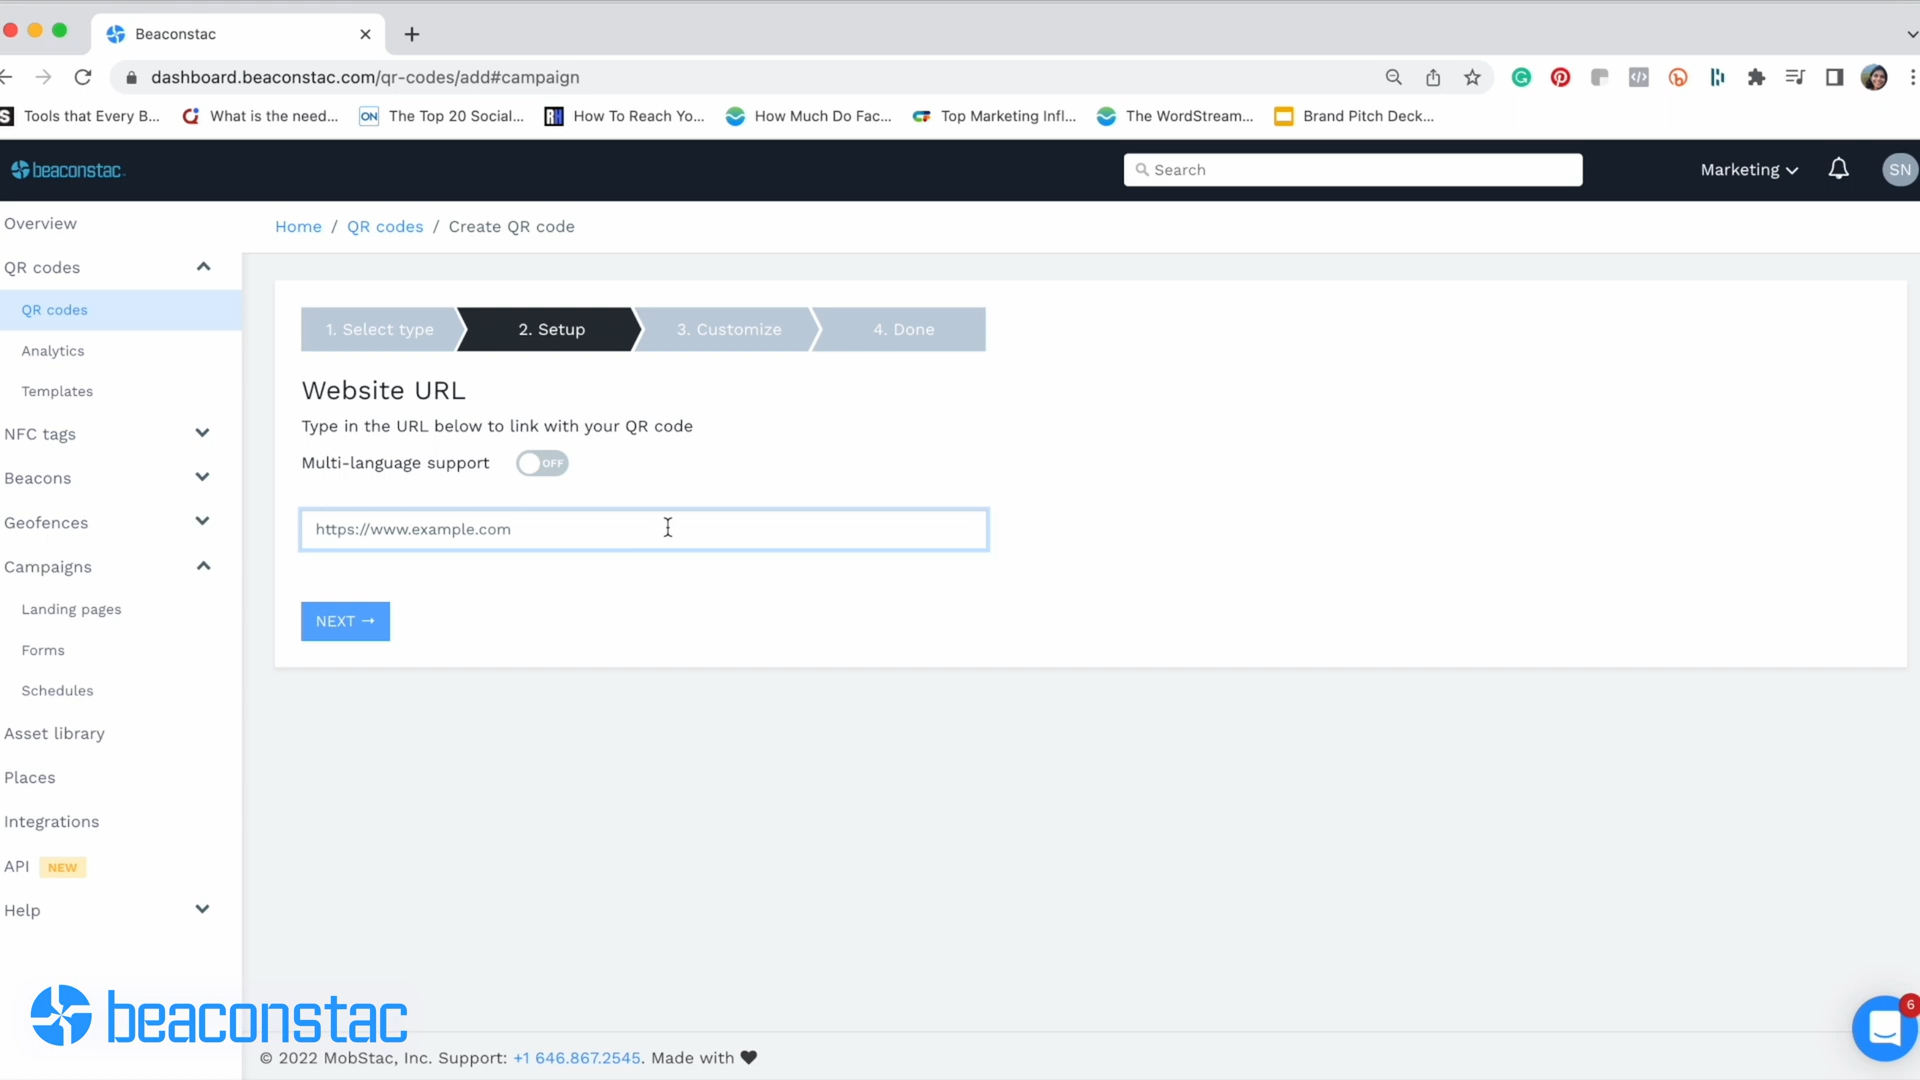 Beaconstac
dashboard.beaconstac.com/qr-codes/add#campaign
Tools that Every B... What is the need... ON The Top 20 Social... RH How To Reach Yo... How Much Do Fac... Top Marketing Infl... The WordStream... Brand Pitch Deck...
beaconstac
Search
Marketing
SN
Overview
QR codes
QR codes
Analytics
Templates
NFC tags
Beacons
Geofences
Campaigns
Landing pages
Forms
Schedules
Asset library
Places
Integrations
API NEW
Help
Home / QR codes / Create QR code
1. Select type 2. Setup 3. Customize 4. Done
Website URL
Type in the URL below to link with your QR code
Multi-language support OFF
https://www.example.com
NEXT →
beaconstac
© 2022 MobStac, Inc. Support: +1 646.867.2545. Made with ♥
6